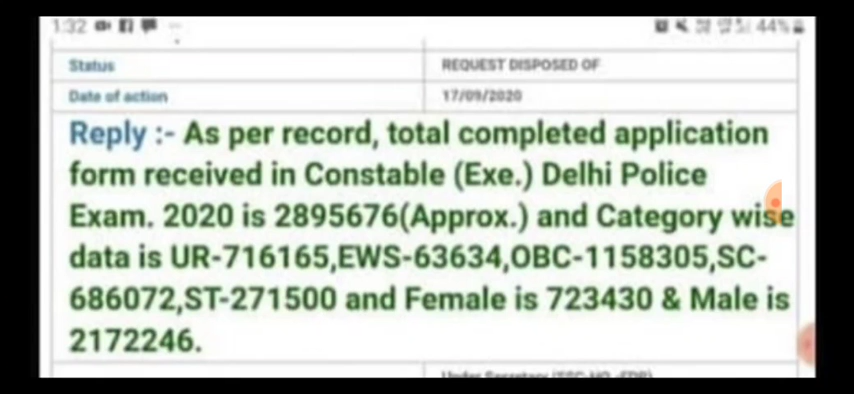 1:32
44%
Status REQUEST DISPOSED OF
Date of action 17/09/2020
Reply :- As per record, total completed application
form received in Constable (Exe.) Delhi Police
Exam. 2020 is 2895676(Approx.) and Category wise
data is UR-716165,EWS-63634,OBC-1158305,SC-
686072,ST-271500 and Female is 723430 & Male is
2172246.
Under Secretary